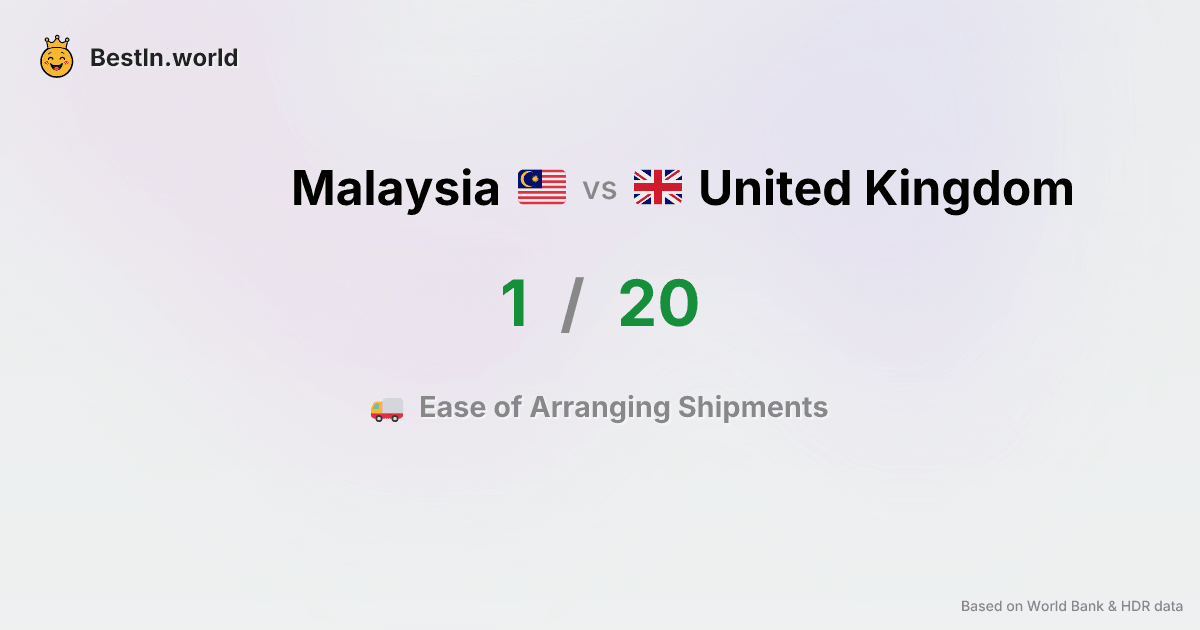 BestIn.world
Malaysia vs United Kingdom
1 / 20
Ease of Arranging Shipments
Based on World Bank & HDR data